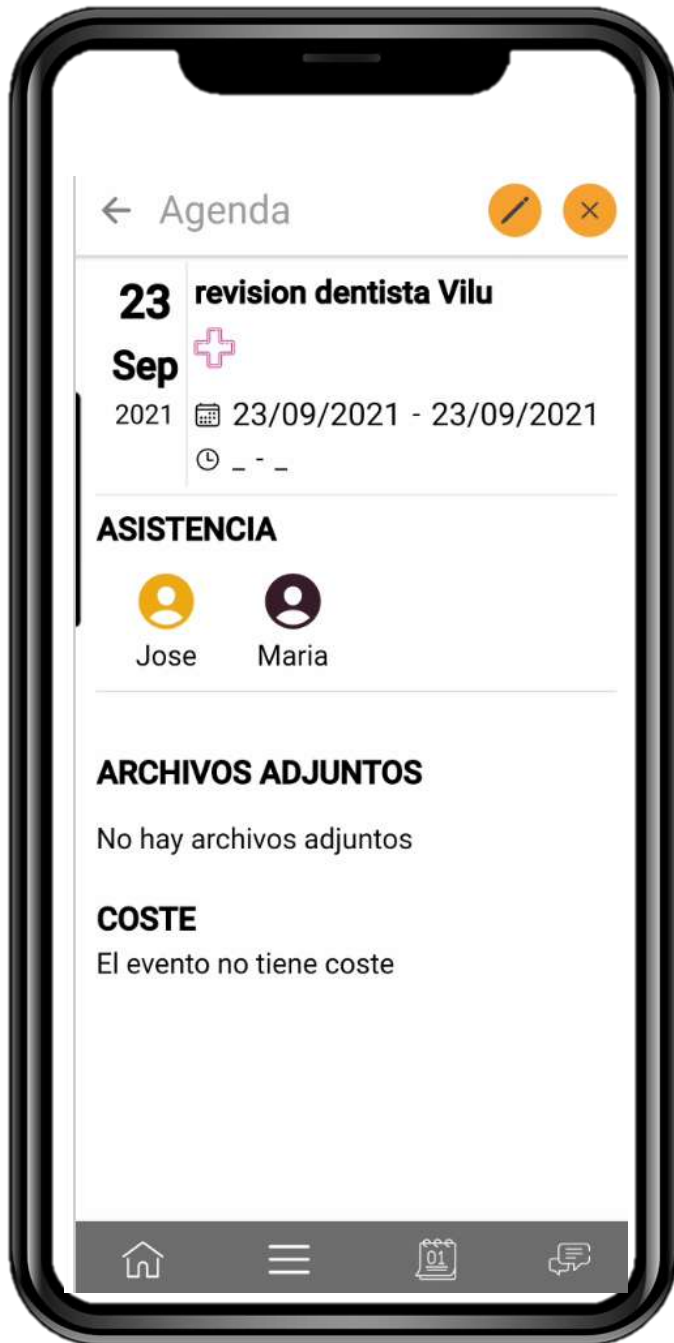 Agenda
23
Sep
2021
revision dentista Vilu
23/09/2021 - 23/09/2021
_ - _
ASISTENCIA
Jose
Maria
ARCHIVOS ADJUNTOS
No hay archivos adjuntos
COSTE
El evento no tiene coste
01